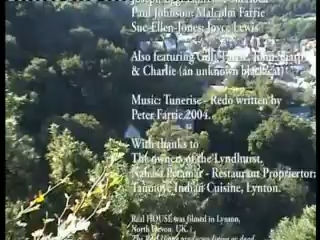 Paul Johnson: Malcolm Farrie
Sue-Ellen-Jones: Joyce Lewis
Also featuring
& Charlie (an unknown black cat)
Music: Tunerise - Redo written by
Peter Farrie 2004.
With thanks to
The owners of the Lyndhurst.
Restaurant Propriertor:
Indian Cuisine, Lynton.
Real HOUSE was filmed in Lynton,
North Devon, UK.